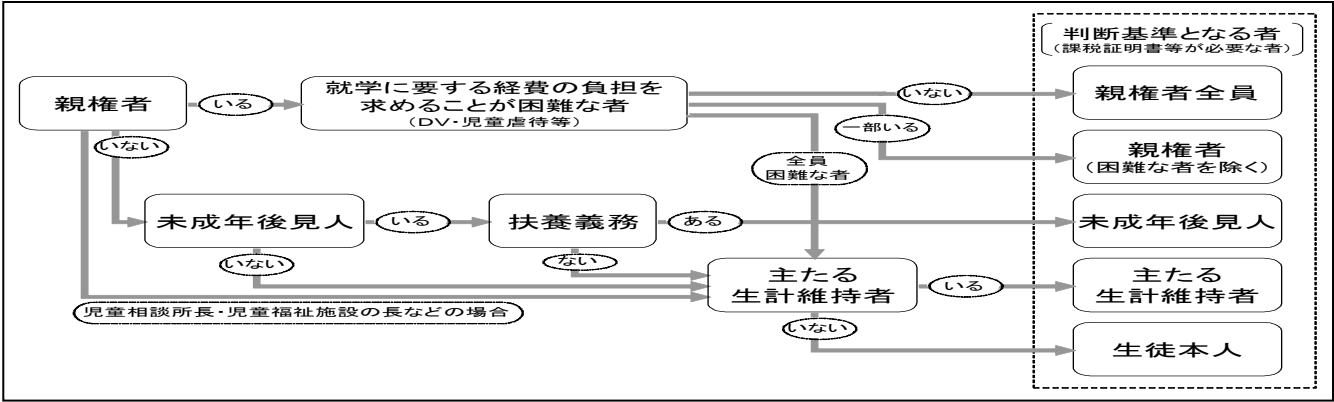 判断基準となる者
(課税証明書等が必要な者)
親権者
いる
就学に要する経費の負担を
求めることが困難な者
(DV・児童虐待等)
いない
親権者全員
いない
一部いる
親権者
(困難な者を除く)
全員
困難な者
未成年後見人
いる
扶養義務
ある
未成年後見人
いない
ない
主たる
生計維持者
いる
主たる
生計維持者
児童相談所長・児童福祉施設の長などの場合
いない
生徒本人